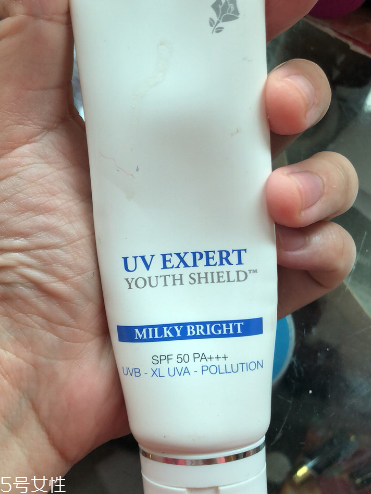 UV EXPERT
YOUTH SHIELD™
MILKY BRIGHT
SPF 50 PA+++
UVB - XL UVA - POLLUTION
5号女性